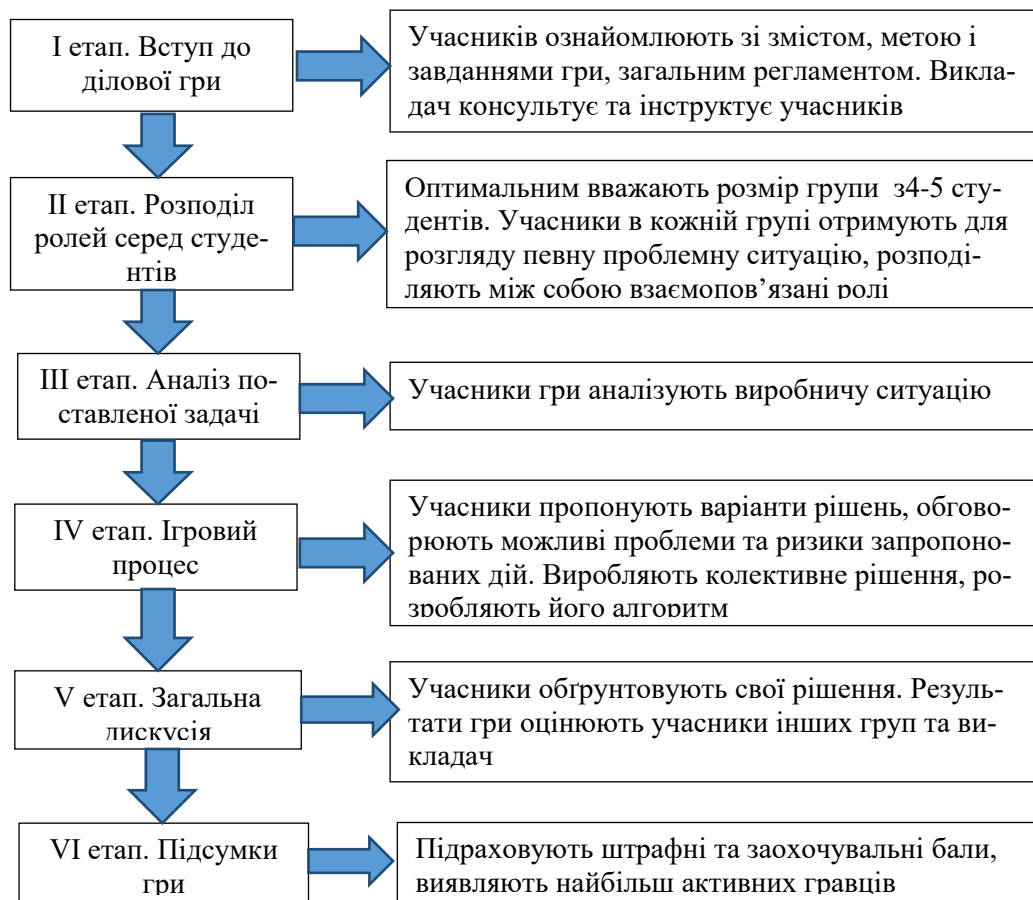 І етап. Вступ до
ділової гри
Учасників ознайомлюють зі змістом, метою і
завданнями гри, загальним регламентом. Викла-
дач консультує та інструктує учасників
ІІ етап. Розподіл
ролей серед студе-
нтів
Оптимальним вважають розмір групи  з4-5 сту-
дентів. Учасники в кожній групі отримують для
розгляду певну проблемну ситуацію, розподі-
ляють між собою взаємопов’язані ролі
ІІІ етап. Аналіз по-
ставленої задачі
Учасники гри аналізують виробничу ситуацію
IV етап. Ігровий
процес
Учасники пропонують варіанти рішень, обгово-
рюють можливі проблеми та ризики запропоно-
ваних дій. Виробляють колективне рішення, ро-
зробляють його алгоритм
V етап. Загальна
дискусія
Учасники обґрунтовують свої рішення. Резуль-
тати гри оцінюють учасники інших груп та ви-
кладач
VI етап. Підсумки
гри
Підраховують штрафні та заохочувальні бали,
виявляють найбільш активних гравців